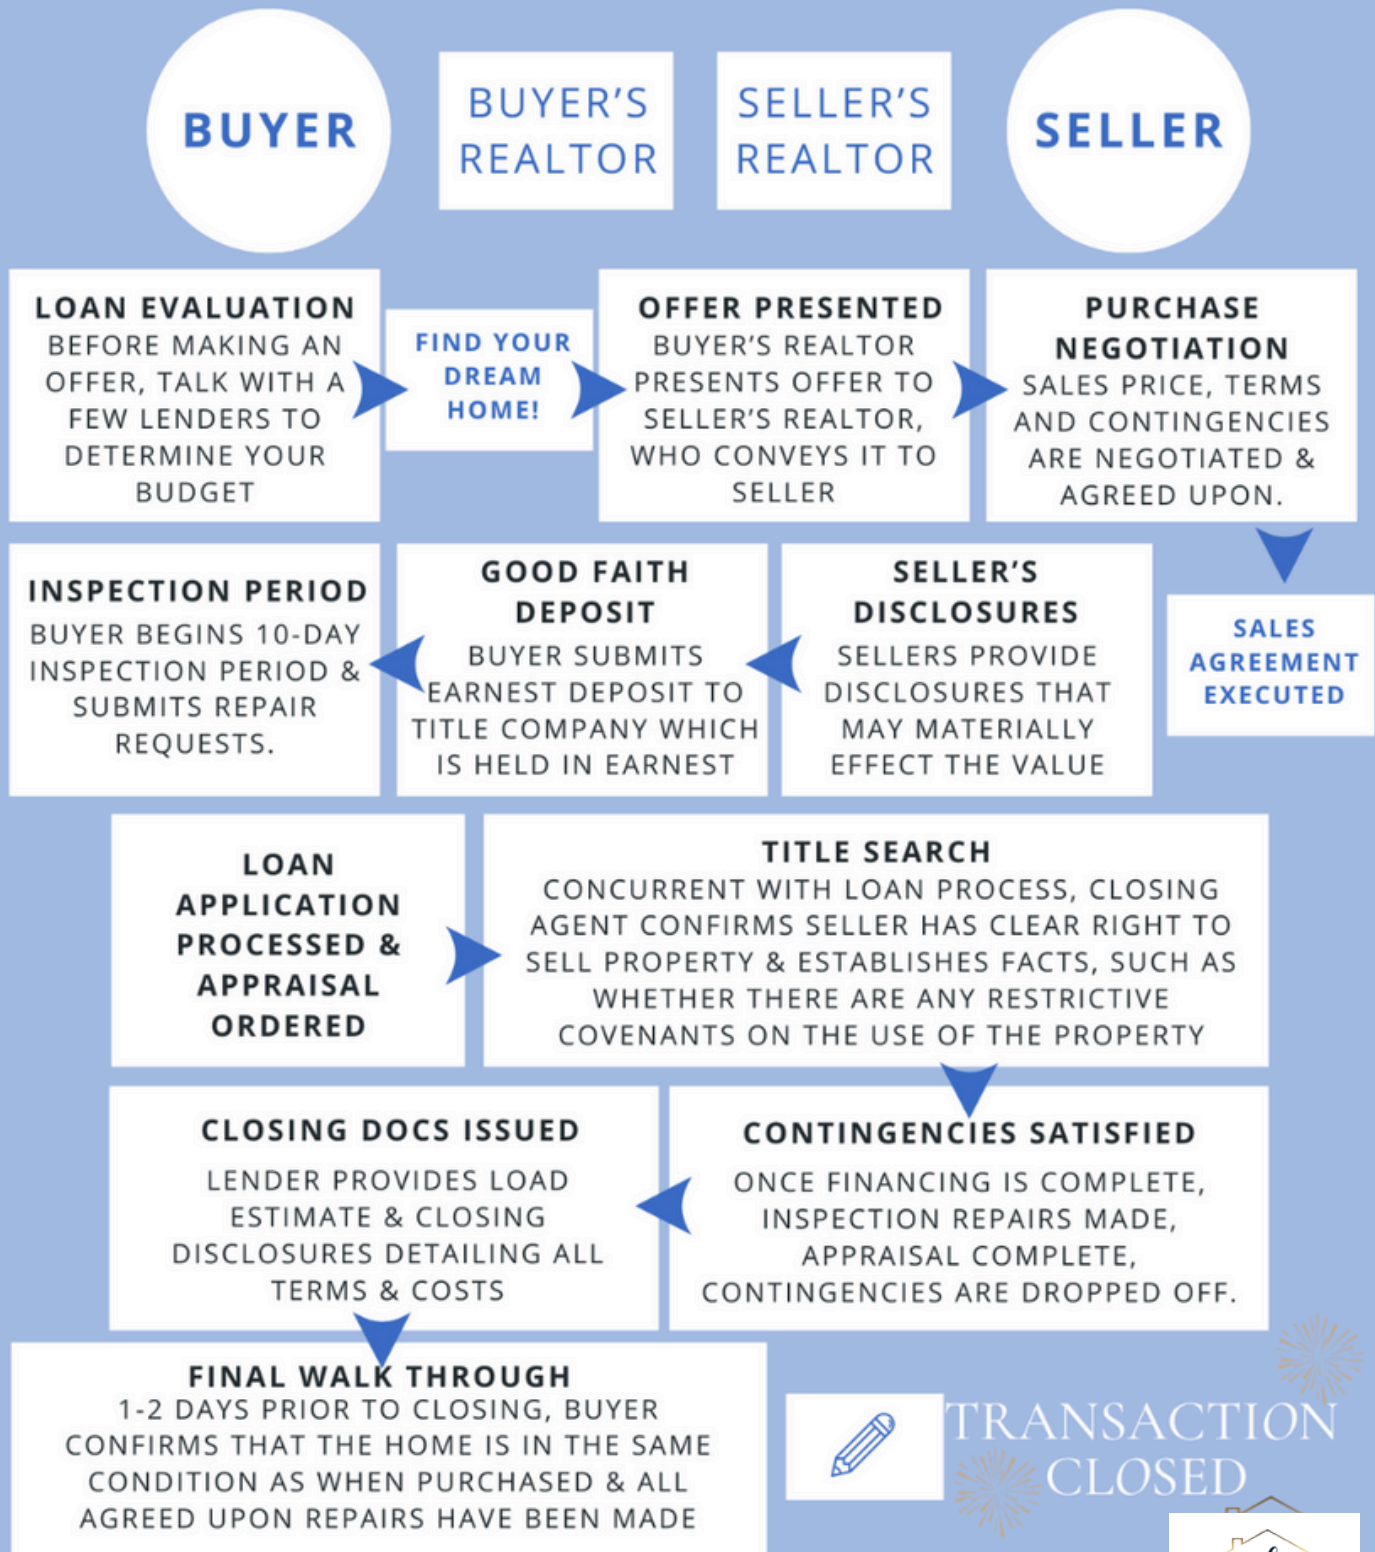 BUYER
BUYER'S
REALTOR
SELLER'S
REALTOR
SELLER
LOAN EVALUATION
BEFORE MAKING AN
OFFER, TALK WITH A
FEW LENDERS TO
DETERMINE YOUR
BUDGET
FIND YOUR
DREAM
HOME!
OFFER PRESENTED
BUYER'S REALTOR
PRESENTS OFFER TO
SELLER'S REALTOR,
WHO CONVEYS IT TO
SELLER
PURCHASE
NEGOTIATION
SALES PRICE, TERMS
AND CONTINGENCIES
ARE NEGOTIATED &
AGREED UPON.
SALES
AGREEMENT
EXECUTED
SELLER'S
DISCLOSURES
SELLERS PROVIDE
DISCLOSURES THAT
MAY MATERIALLY
EFFECT THE VALUE
GOOD FAITH
DEPOSIT
BUYER SUBMITS
EARNEST DEPOSIT TO
TITLE COMPANY WHICH
IS HELD IN EARNEST
INSPECTION PERIOD
BUYER BEGINS 10-DAY
INSPECTION PERIOD &
SUBMITS REPAIR
REQUESTS.
LOAN
APPLICATION
PROCESSED &
APPRAISAL
ORDERED
TITLE SEARCH
CONCURRENT WITH LOAN PROCESS, CLOSING
AGENT CONFIRMS SELLER HAS CLEAR RIGHT TO
SELL PROPERTY & ESTABLISHES FACTS, SUCH AS
WHETHER THERE ARE ANY RESTRICTIVE
COVENANTS ON THE USE OF THE PROPERTY
CONTINGENCIES SATISFIED
ONCE FINANCING IS COMPLETE,
INSPECTION REPAIRS MADE,
APPRAISAL COMPLETE,
CONTINGENCIES ARE DROPPED OFF.
CLOSING DOCS ISSUED
LENDER PROVIDES LOAD
ESTIMATE & CLOSING
DISCLOSURES DETAILING ALL
TERMS & COSTS
FINAL WALK THROUGH
1-2 DAYS PRIOR TO CLOSING, BUYER
CONFIRMS THAT THE HOME IS IN THE SAME
CONDITION AS WHEN PURCHASED & ALL
AGREED UPON REPAIRS HAVE BEEN MADE
TRANSACTION
CLOSED